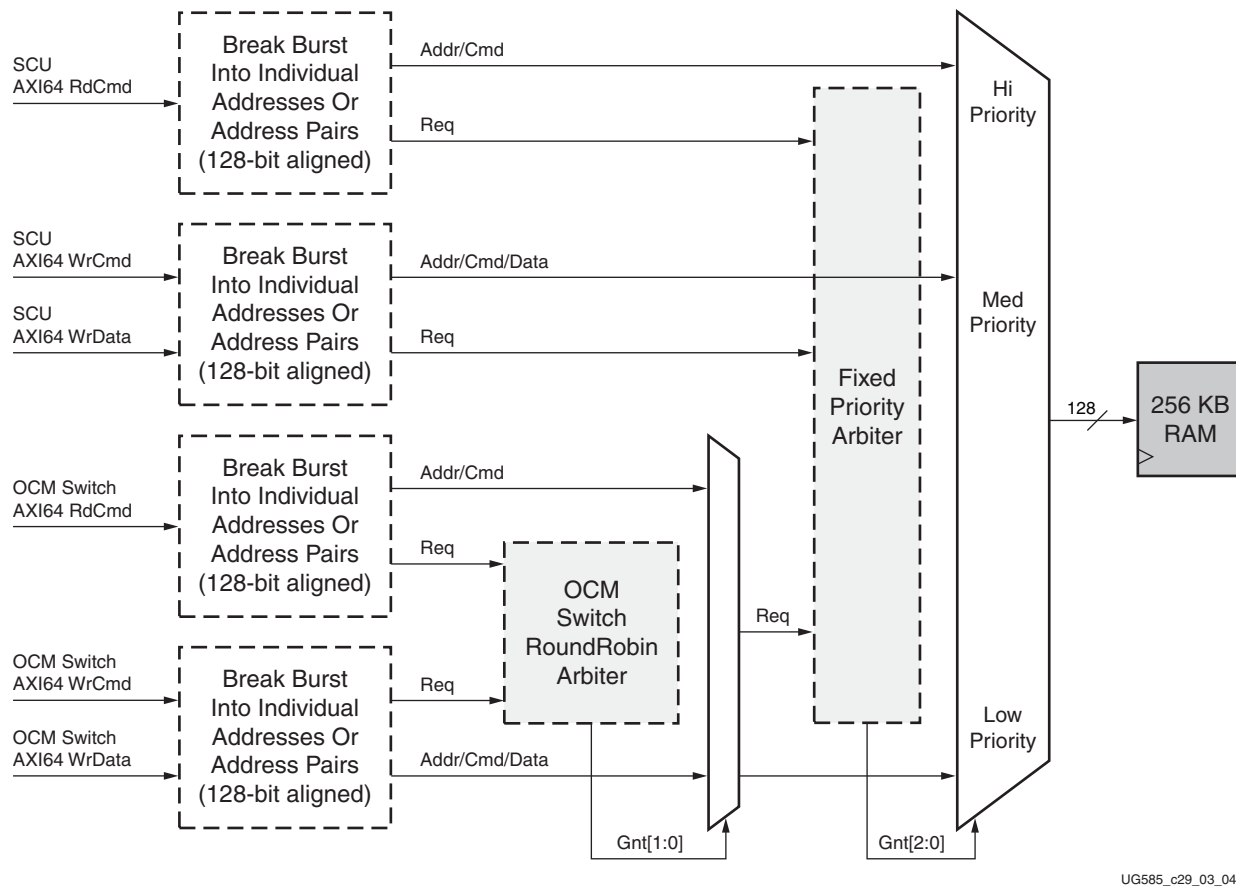 SCU
AXI64 RdCmd
Break Burst
Into Individual
Addresses Or
Address Pairs
(128-bit aligned)
Addr/Cmd
Req
Hi
Priority
SCU
AXI64 WrCmd
SCU
AXI64 WrData
Break Burst
Into Individual
Addresses Or
Address Pairs
(128-bit aligned)
Addr/Cmd/Data
Req
Med
Priority
Fixed
Priority
Arbiter
128
256 KB
RAM
OCM Switch
AXI64 RdCmd
Break Burst
Into Individual
Addresses Or
Address Pairs
(128-bit aligned)
Addr/Cmd
Req
OCM
Switch
RoundRobin
Arbiter
Req
OCM Switch
AXI64 WrCmd
OCM Switch
AXI64 WrData
Break Burst
Into Individual
Addresses Or
Address Pairs
(128-bit aligned)
Req
Addr/Cmd/Data
Low
Priority
Gnt[1:0]
Gnt[2:0]
UG585_c29_03_04